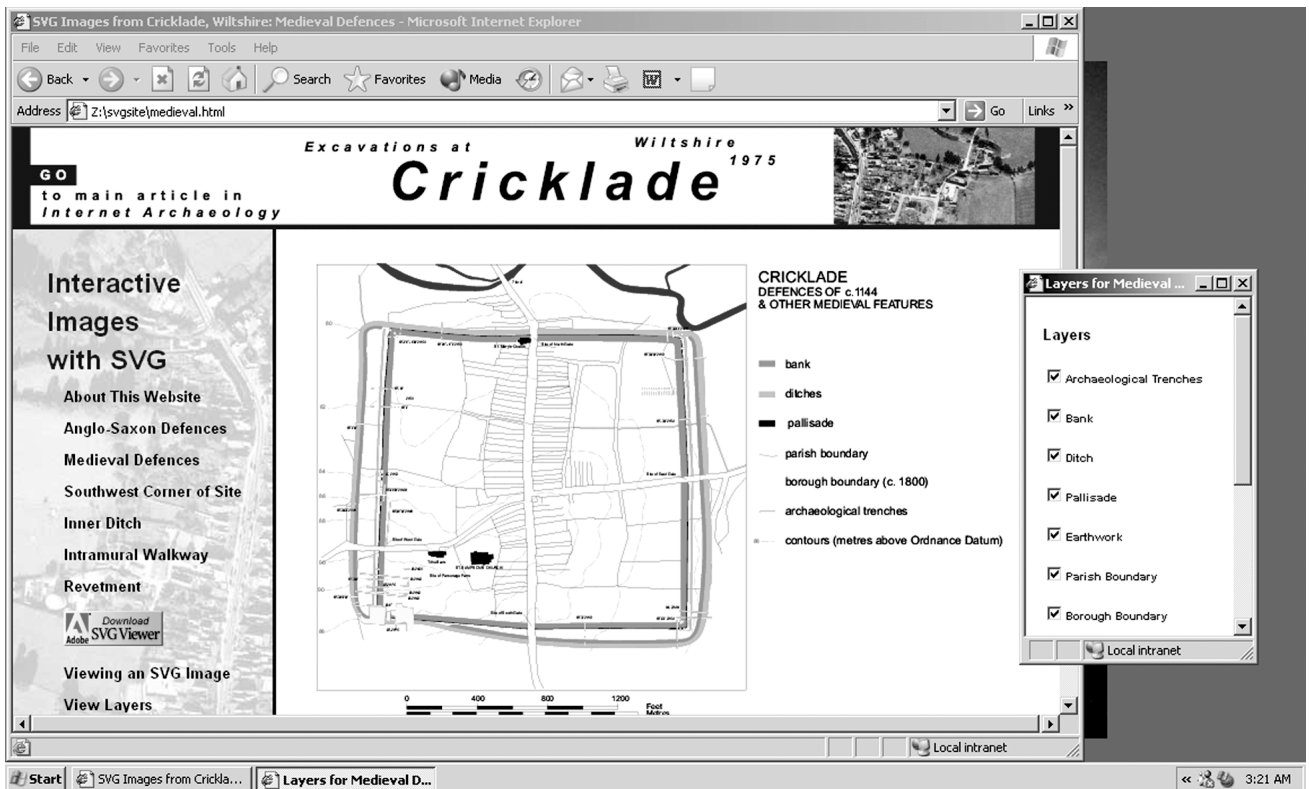 SVG Images from Cricklade, Wiltshire: Medieval Defences - Microsoft Internet Explorer
File Edit View Favorites Tools Help
Back Search Favorites Media
Address Z:\svgsite\medieval.html Go Links »
Excavations at Wiltshire
Cricklade 1975
GO
to main article in
Internet Archaeology
Interactive
Images
with SVG
About This Website
Anglo-Saxon Defences
Medieval Defences
Southwest Corner of Site
Inner Ditch
Intramural Walkway
Revetment
Download
Adobe SVG Viewer
Viewing an SVG Image
View Layers
CRICKLADE
DEFENCES OF c.1144
& OTHER MEDIEVAL FEATURES
bank
ditches
pallisade
parish boundary
borough boundary (c. 1800)
archaeological trenches
contours (metres above Ordnance Datum)
0 400 800 1200
Feet
Metres
Local intranet
Layers for Medieval ...
Layers
Archaeological Trenches
Bank
Ditch
Pallisade
Earthwork
Parish Boundary
Borough Boundary
Local intranet
Start SVG Images from Crickla... Layers for Medieval D... « 3:21 AM